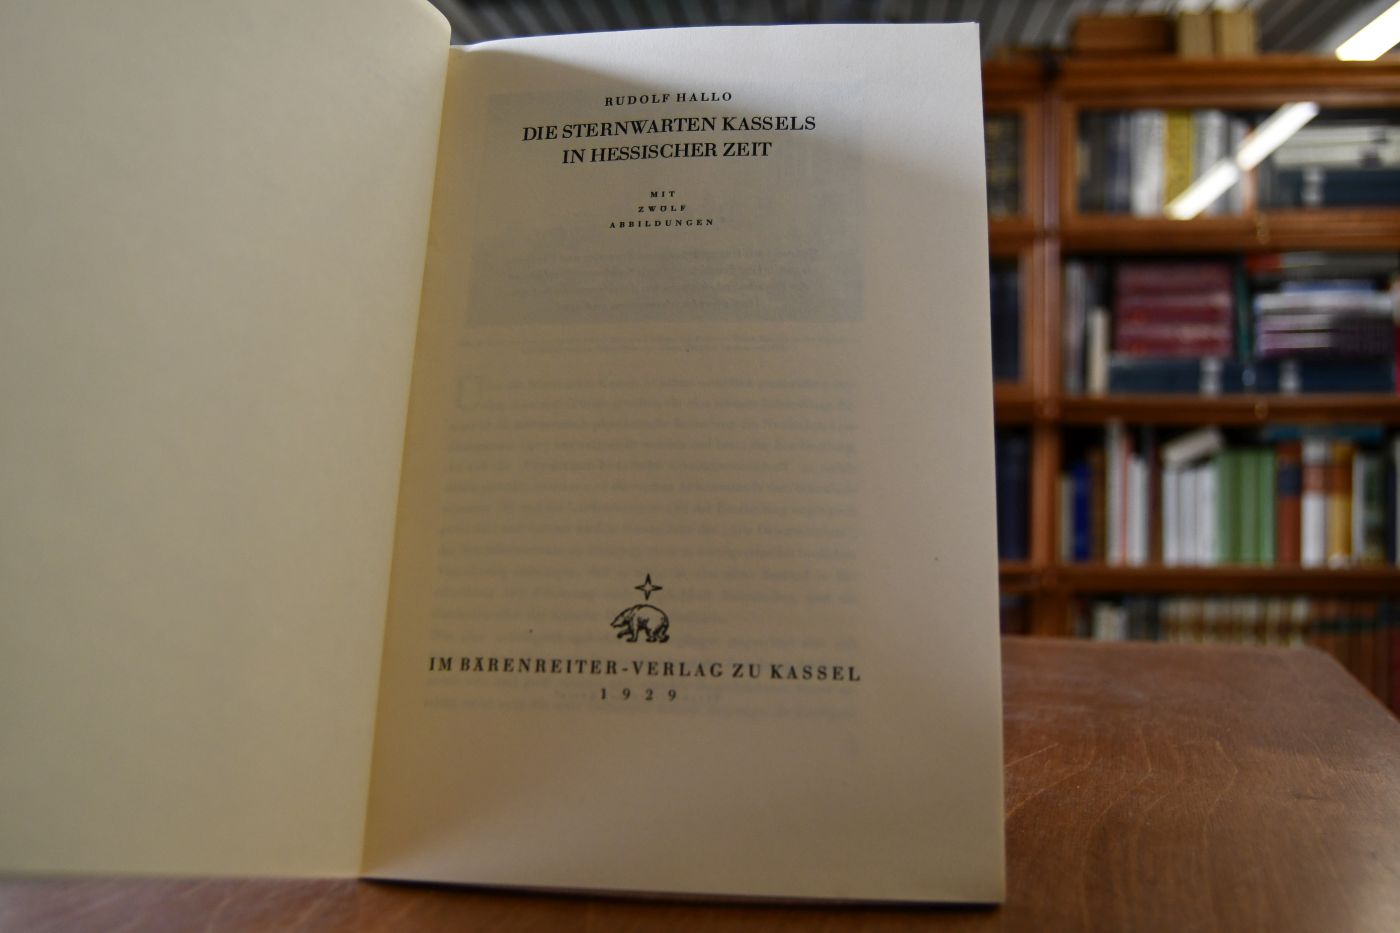 RUDOLF HALLO
DIE STERNWARTEN KASSELS
IN HESSISCHER ZEIT
MIT
ZWÖLF
ABBILDUNGEN
IM BÄRENREITER-VERLAG ZU KASSEL
1929